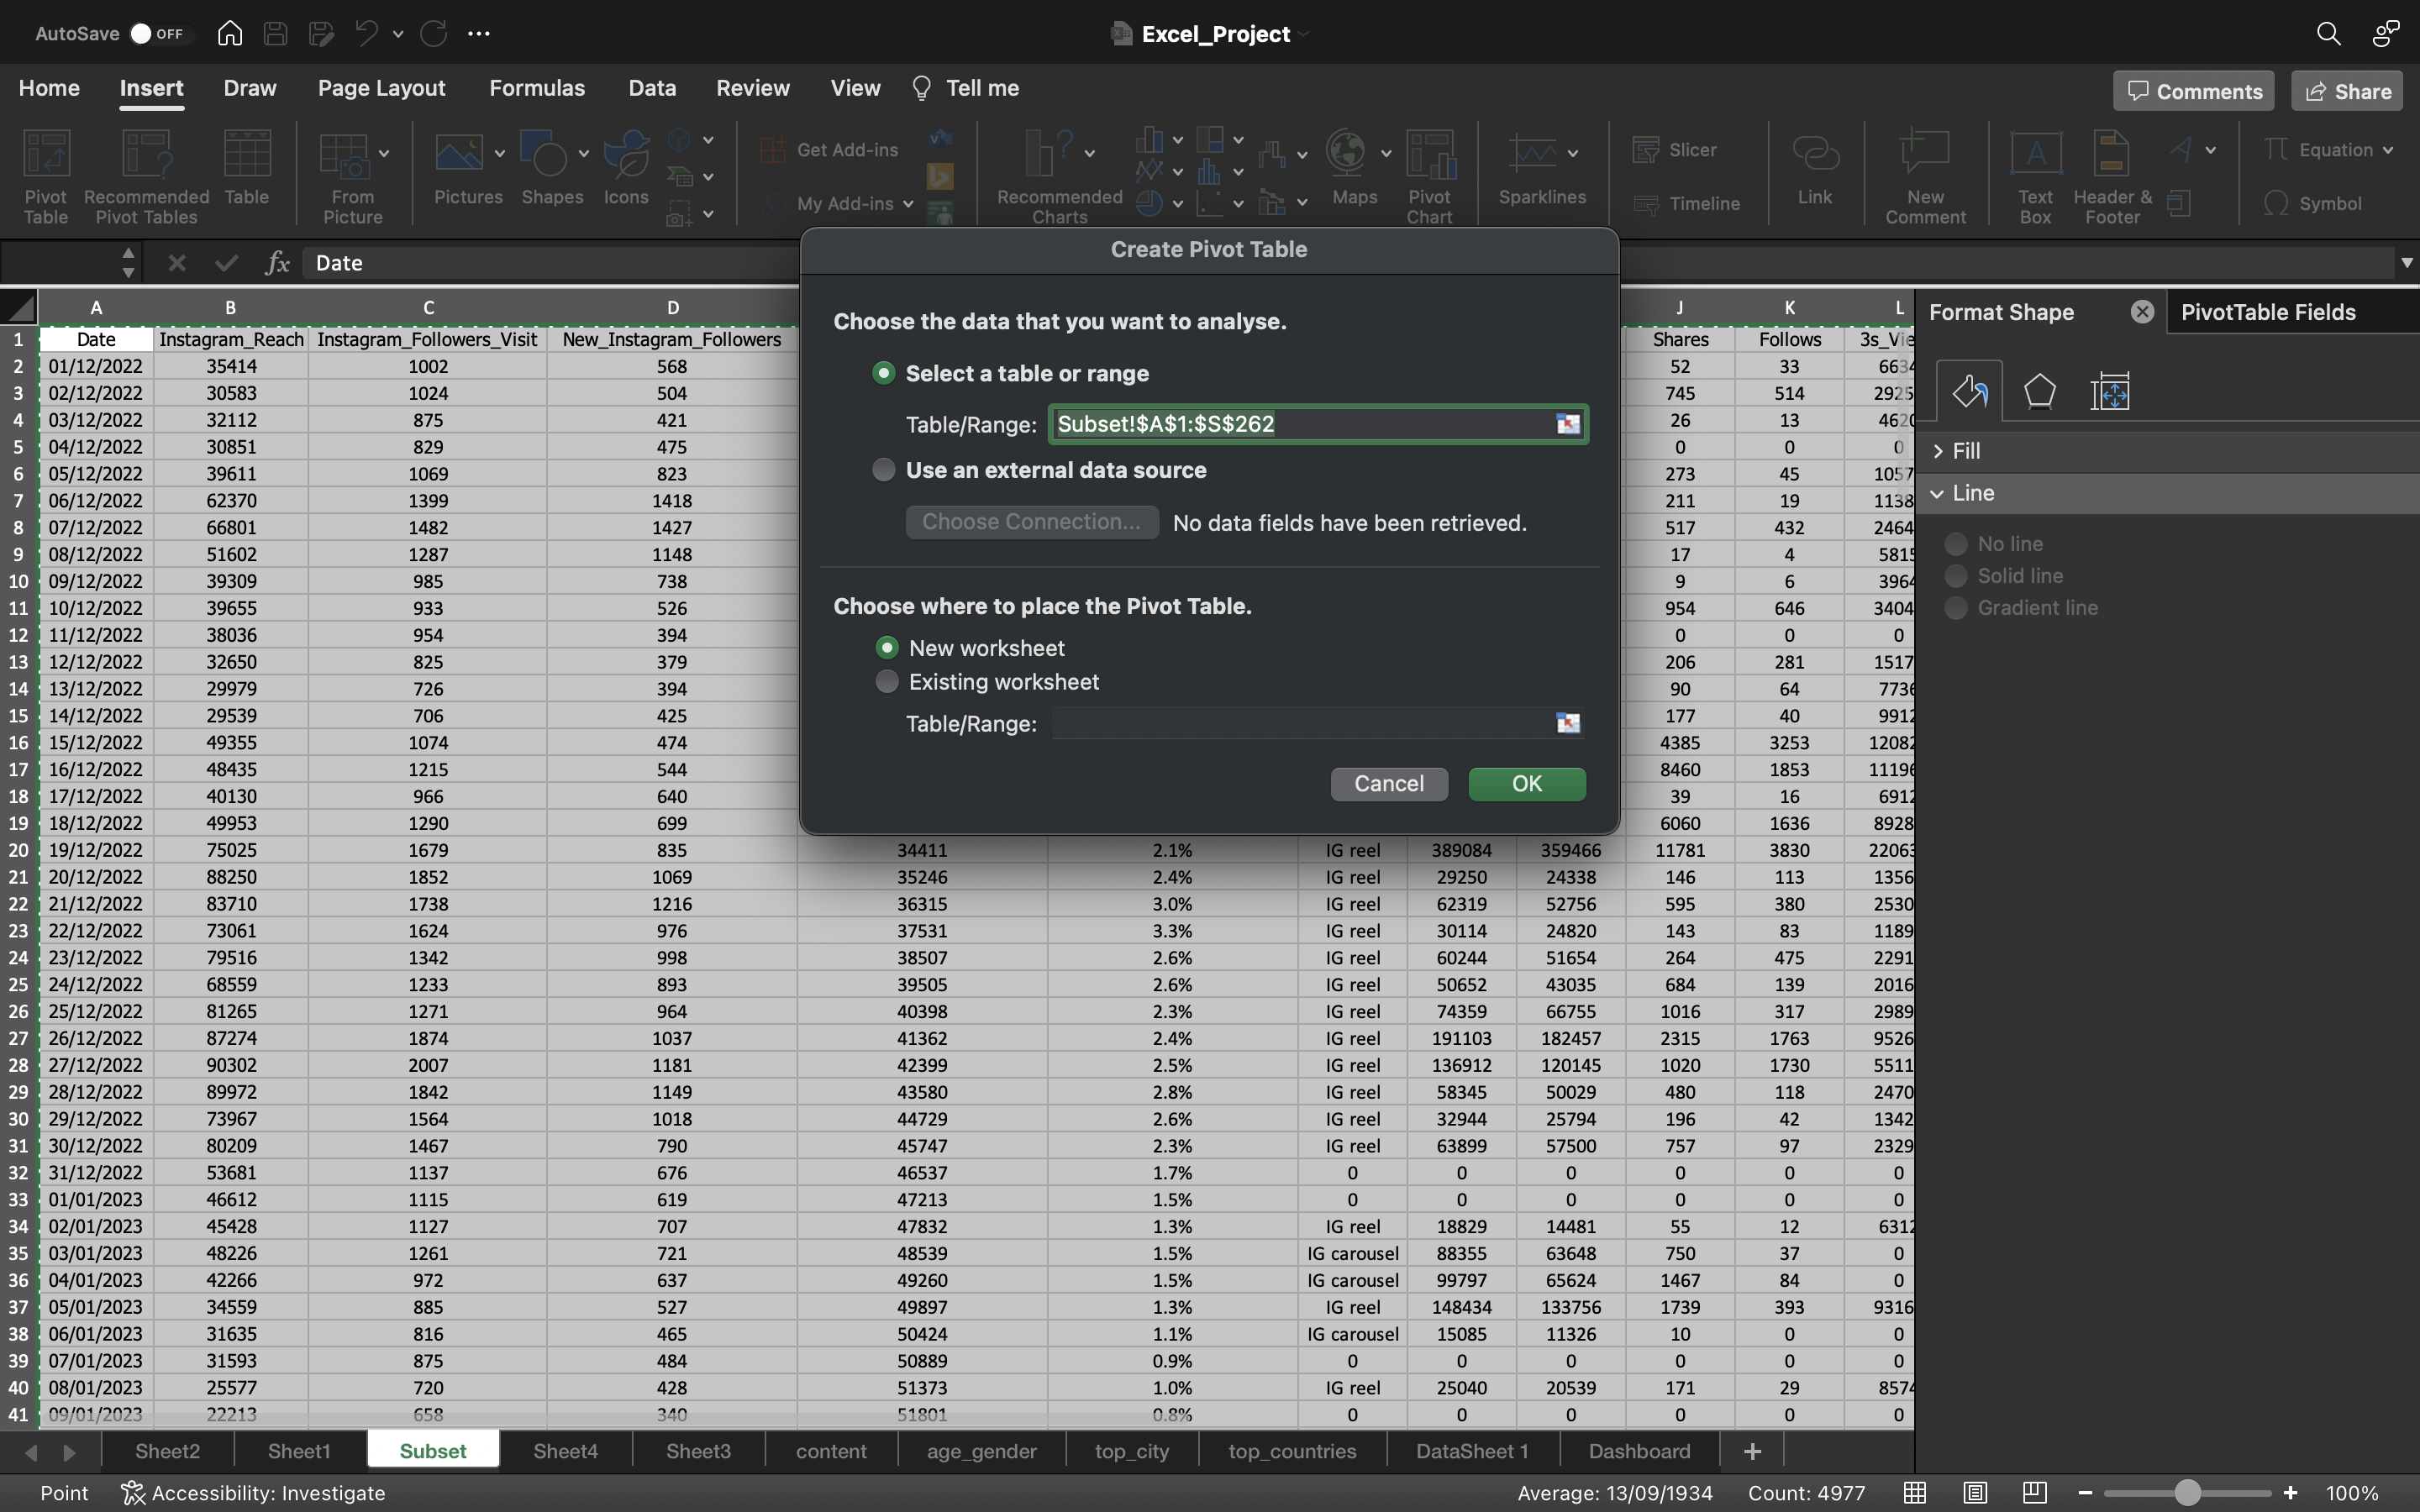 AutoSave OFF Excel_Project
Home Insert Draw Page Layout Formulas Data Review View Tell me Comments Share
Pivot Table Recommended Pivot Tables Table From Picture Pictures Shapes Icons Get Add-ins My Add-ins Recommended Charts Maps Pivot Chart Sparklines Slicer Timeline Link New Comment Text Box Header & Footer Equation Symbol
fx Date
Create Pivot Table
Choose the data that you want to analyse.
Select a table or range
Table/Range: Subset!$A$1:$S$262
Use an external data source
Choose Connection... No data fields have been retrieved.
Choose where to place the Pivot Table.
New worksheet
Existing worksheet
Table/Range:
Cancel OK
Format Shape PivotTable Fields
Fill
Line
No line
Solid line
Gradient line
A B C D J K L
1 Date Instagram_Reach Instagram_Followers_Visit New_Instagram_Followers Shares Follows 3s_Vie
2 01/12/2022 35414 1002 568 52 33 6634
3 02/12/2022 30583 1024 504 745 514 2925
4 03/12/2022 32112 875 421 26 13 4620
5 04/12/2022 30851 829 475 0 0 0
6 05/12/2022 39611 1069 823 273 45 1057
7 06/12/2022 62370 1399 1418 211 19 1138
8 07/12/2022 66801 1482 1427 517 432 2464
9 08/12/2022 51602 1287 1148 17 4 5815
10 09/12/2022 39309 985 738 9 6 3964
11 10/12/2022 39655 933 526 954 646 3404
12 11/12/2022 38036 954 394 0 0 0
13 12/12/2022 32650 825 379 206 281 1517
14 13/12/2022 29979 726 394 90 64 7736
15 14/12/2022 29539 706 425 177 40 9912
16 15/12/2022 49355 1074 474 4385 3253 12082
17 16/12/2022 48435 1215 544 8460 1853 11196
18 17/12/2022 40130 966 640 39 16 6912
19 18/12/2022 49953 1290 699 6060 1636 8928
20 19/12/2022 75025 1679 835 34411 2.1% IG reel 389084 359466 11781 3830 22063
21 20/12/2022 88250 1852 1069 35246 2.4% IG reel 29250 24338 146 113 1356
22 21/12/2022 83710 1738 1216 36315 3.0% IG reel 62319 52756 595 380 2530
23 22/12/2022 73061 1624 976 37531 3.3% IG reel 30114 24820 143 83 1189
24 23/12/2022 79516 1342 998 38507 2.6% IG reel 60244 51654 264 475 2291
25 24/12/2022 68559 1233 893 39505 2.6% IG reel 50652 43035 684 139 2016
26 25/12/2022 81265 1271 964 40398 2.3% IG reel 74359 66755 1016 317 2989
27 26/12/2022 87274 1874 1037 41362 2.4% IG reel 191103 182457 2315 1763 9526
28 27/12/2022 90302 2007 1181 42399 2.5% IG reel 136912 120145 1020 1730 5511
29 28/12/2022 89972 1842 1149 43580 2.8% IG reel 58345 50029 480 118 2470
30 29/12/2022 73967 1564 1018 44729 2.6% IG reel 32944 25794 196 42 1342
31 30/12/2022 80209 1467 790 45747 2.3% IG reel 63899 57500 757 97 2329
32 31/12/2022 53681 1137 676 46537 1.7% 0 0 0 0 0 0
33 01/01/2023 46612 1115 619 47213 1.5% 0 0 0 0 0 0
34 02/01/2023 45428 1127 707 47832 1.3% IG reel 18829 14481 55 12 6312
35 03/01/2023 48226 1261 721 48539 1.5% IG carousel 88355 63648 750 37 0
36 04/01/2023 42266 972 637 49260 1.5% IG carousel 99797 65624 1467 84 0
37 05/01/2023 34559 885 527 49897 1.3% IG reel 148434 133756 1739 393 9316
38 06/01/2023 31635 816 465 50424 1.1% IG carousel 15085 11326 10 0 0
39 07/01/2023 31593 875 484 50889 0.9% 0 0 0 0 0 0
40 08/01/2023 25577 720 428 51373 1.0% IG reel 25040 20539 171 29 8574
41 09/01/2023 22213 658 340 51801 0.8% 0 0 0 0 0 0
Sheet2 Sheet1 Subset Sheet4 Sheet3 content age_gender top_city top_countries DataSheet 1 Dashboard +
Point Accessibility: Investigate Average: 13/09/1934 Count: 4977 100%